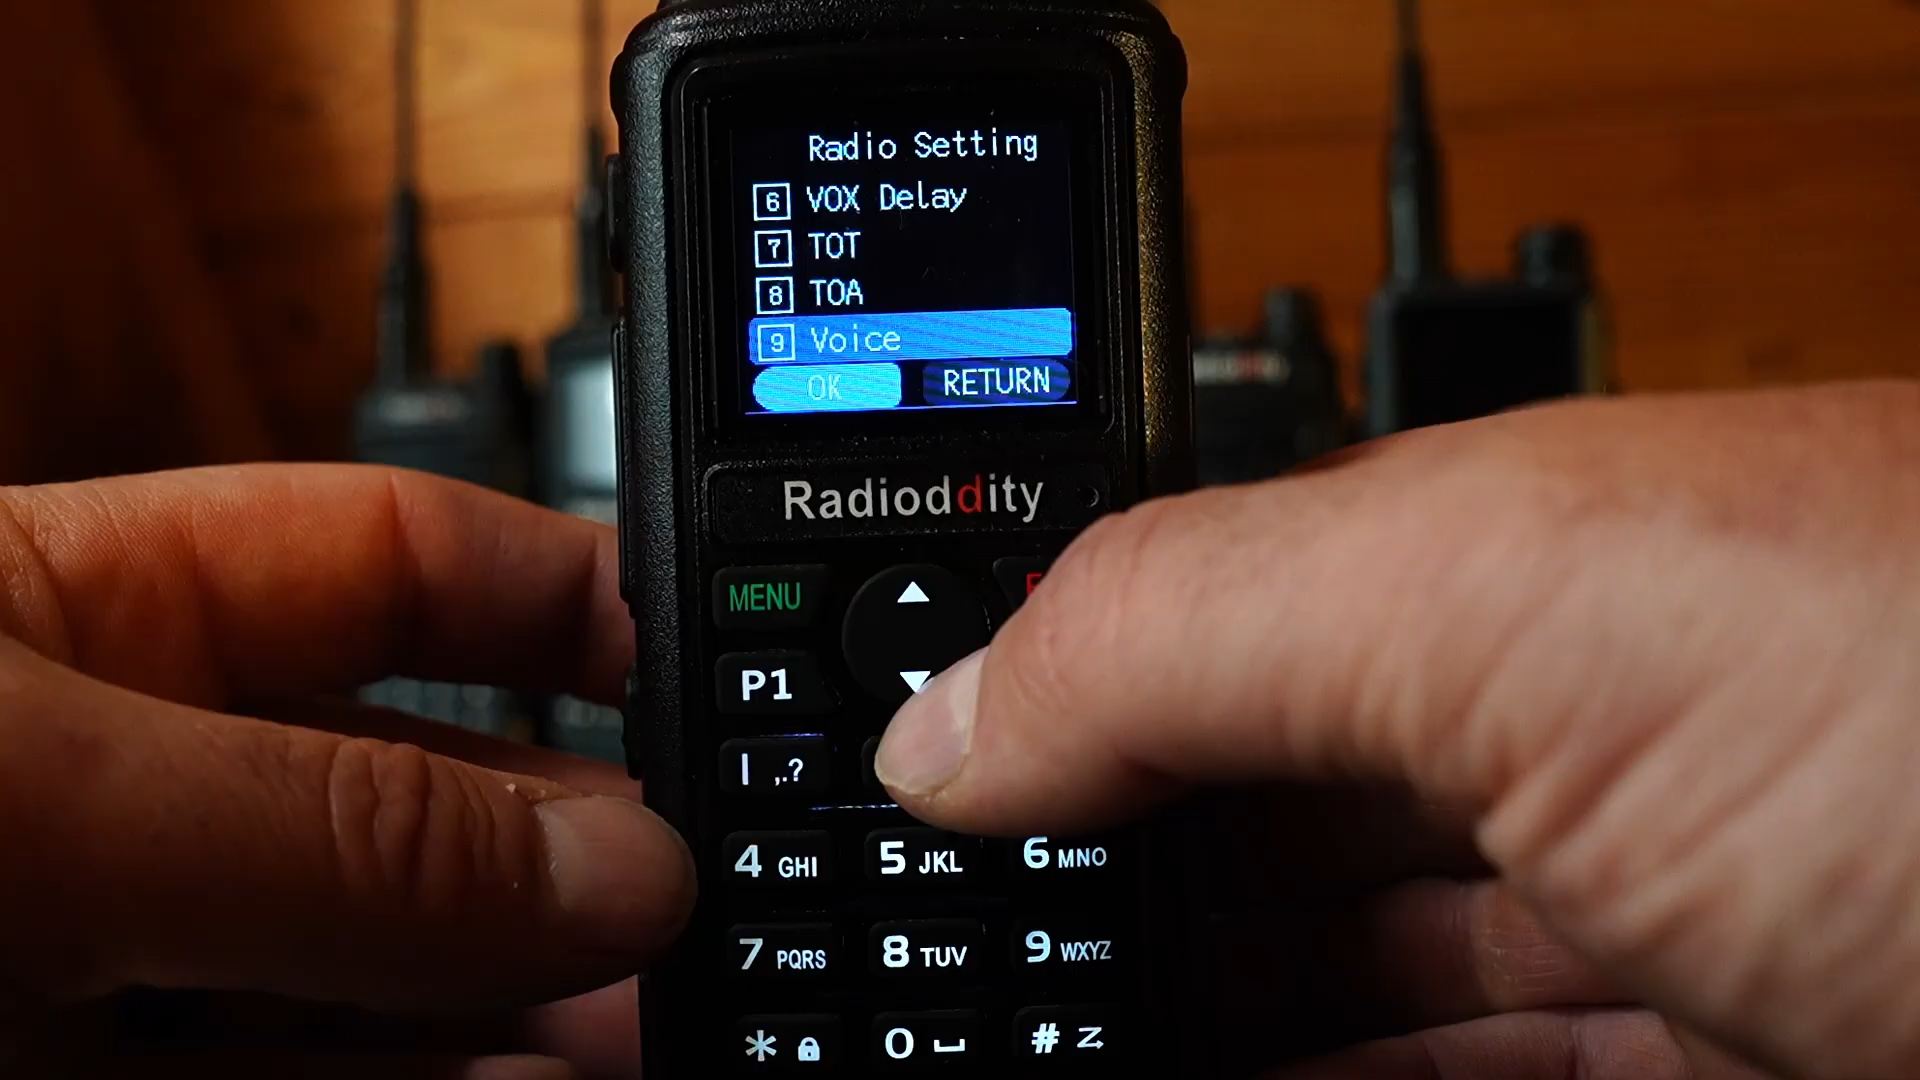 Radio Setting
6 VOX Delay
7 TOT
8 TOA
9 Voice
OK RETURN
Radioddity
MENU
P1
1 ,.?
4 GHI 5 JKL 6 MNO
7 PQRS 8 TUV 9 WXYZ
* 0 #